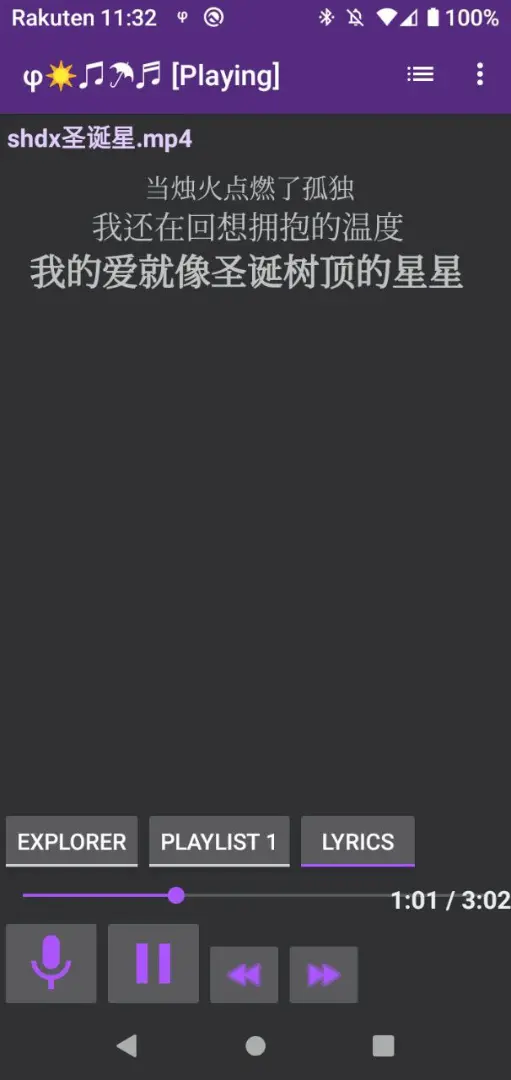 Rakuten 11:32 φ 100%
φ☀️🎵☂🎶 [Playing]
shdx圣诞星.mp4
当烛火点燃了孤独
我还在回想拥抱的温度
我的爱就像圣诞树顶的星星
EXPLORER PLAYLIST 1 LYRICS
1:01 / 3:02